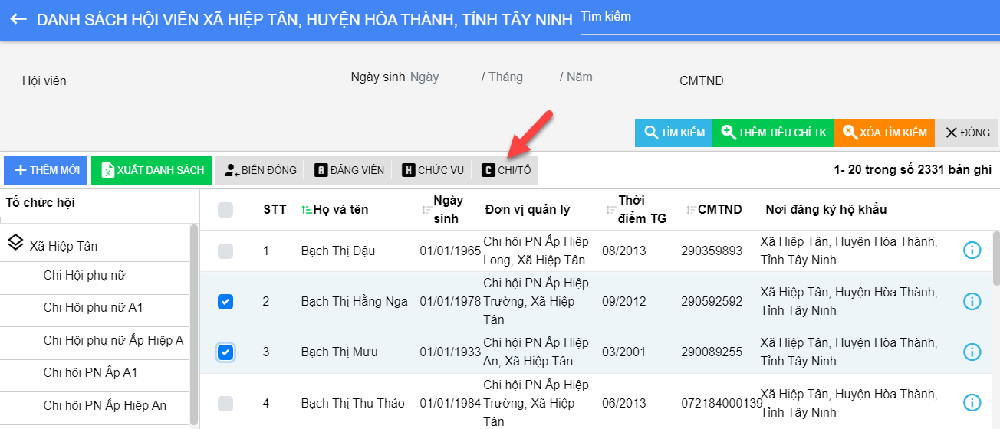 DANH SÁCH HỘI VIÊN XÃ HIỆP TÂN, HUYỆN HÒA THÀNH, TỈNH TÂY NINH Tìm kiếm
Hội viên Ngày sinh Ngày / Tháng / Năm CMTND
TÌM KIẾM THÊM TIÊU CHÍ TK XÓA TÌM KIẾM ĐÓNG
THÊM MỚI XUẤT DANH SÁCH BIẾN ĐỘNG A ĐẢNG VIÊN H CHỨC VỤ C CHI/TỔ 1- 20 trong số 2331 bản ghi
Tổ chức hội
Xã Hiệp Tân
Chi Hội phụ nữ
Chi Hội phụ nữ A1
Chi Hội phụ nữ Ấp Hiệp A
Chi hội PN Âp A1
Chi hội PN Ấp Hiệp An
STT Họ và tên Ngày sinh Đơn vị quản lý Thời điểm TG CMTND Nơi đăng ký hộ khẩu
1 Bạch Thị Đậu 01/01/1965 Chi hội PN Ấp Hiệp Long, Xã Hiệp Tân 08/2013 290359893 Xã Hiệp Tân, Huyện Hòa Thành, Tỉnh Tây Ninh
2 Bạch Thị Hằng Nga 01/01/1978 Chi hội PN Ấp Hiệp Trường, Xã Hiệp Tân 09/2012 290592592 Xã Hiệp Tân, Huyện Hòa Thành, Tỉnh Tây Ninh
3 Bạch Thị Mưu 01/01/1933 Chi hội PN Ấp Hiệp An, Xã Hiệp Tân 03/2001 290089255 Xã Hiệp Tân, Huyện Hòa Thành, Tỉnh Tây Ninh
4 Bạch Thị Thu Thảo 01/01/1984 Chi hội PN Ấp Hiệp Trường, Xã Hiệp Tân 06/2013 072184000139 Xã Hiệp Tân, Huyện Hòa Thành, Tỉnh Tây Ninh